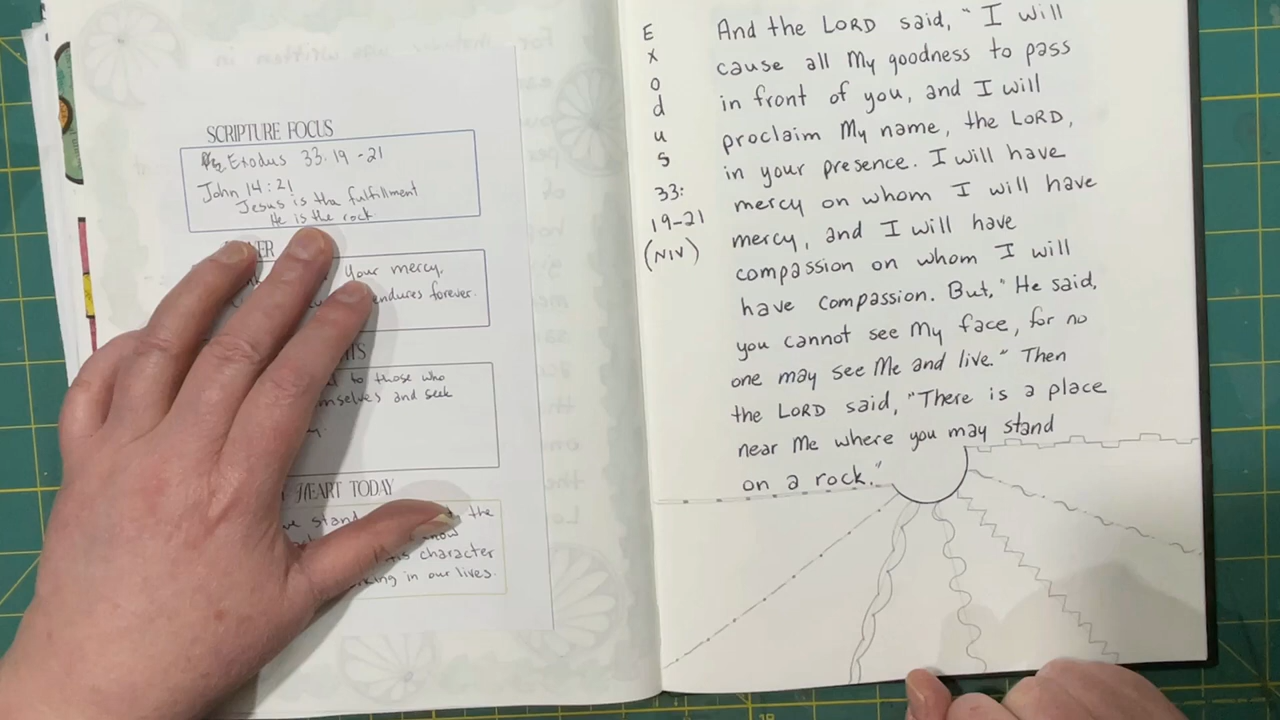 SCRIPTURE FOCUS
Exodus 33:19-21
John 14:21
Jesus is the fulfillment
He is the rock
your mercy,
endures forever.
to those who
and seek
HEART TODAY
stand the
character
in our lives.
E
x
o
d
u
s
33:
19-21
(NIV)
And the LORD said, "I will
cause all My goodness to pass
in front of you, and I will
proclaim My name, the LORD,
in your presence. I will have
mercy on whom I will have
mercy, and I will have
compassion on whom I will
have compassion. But," He said,
you cannot see My face, for no
one may see Me and live." Then
the LORD said, "There is a place
near Me where you may stand
on a rock."